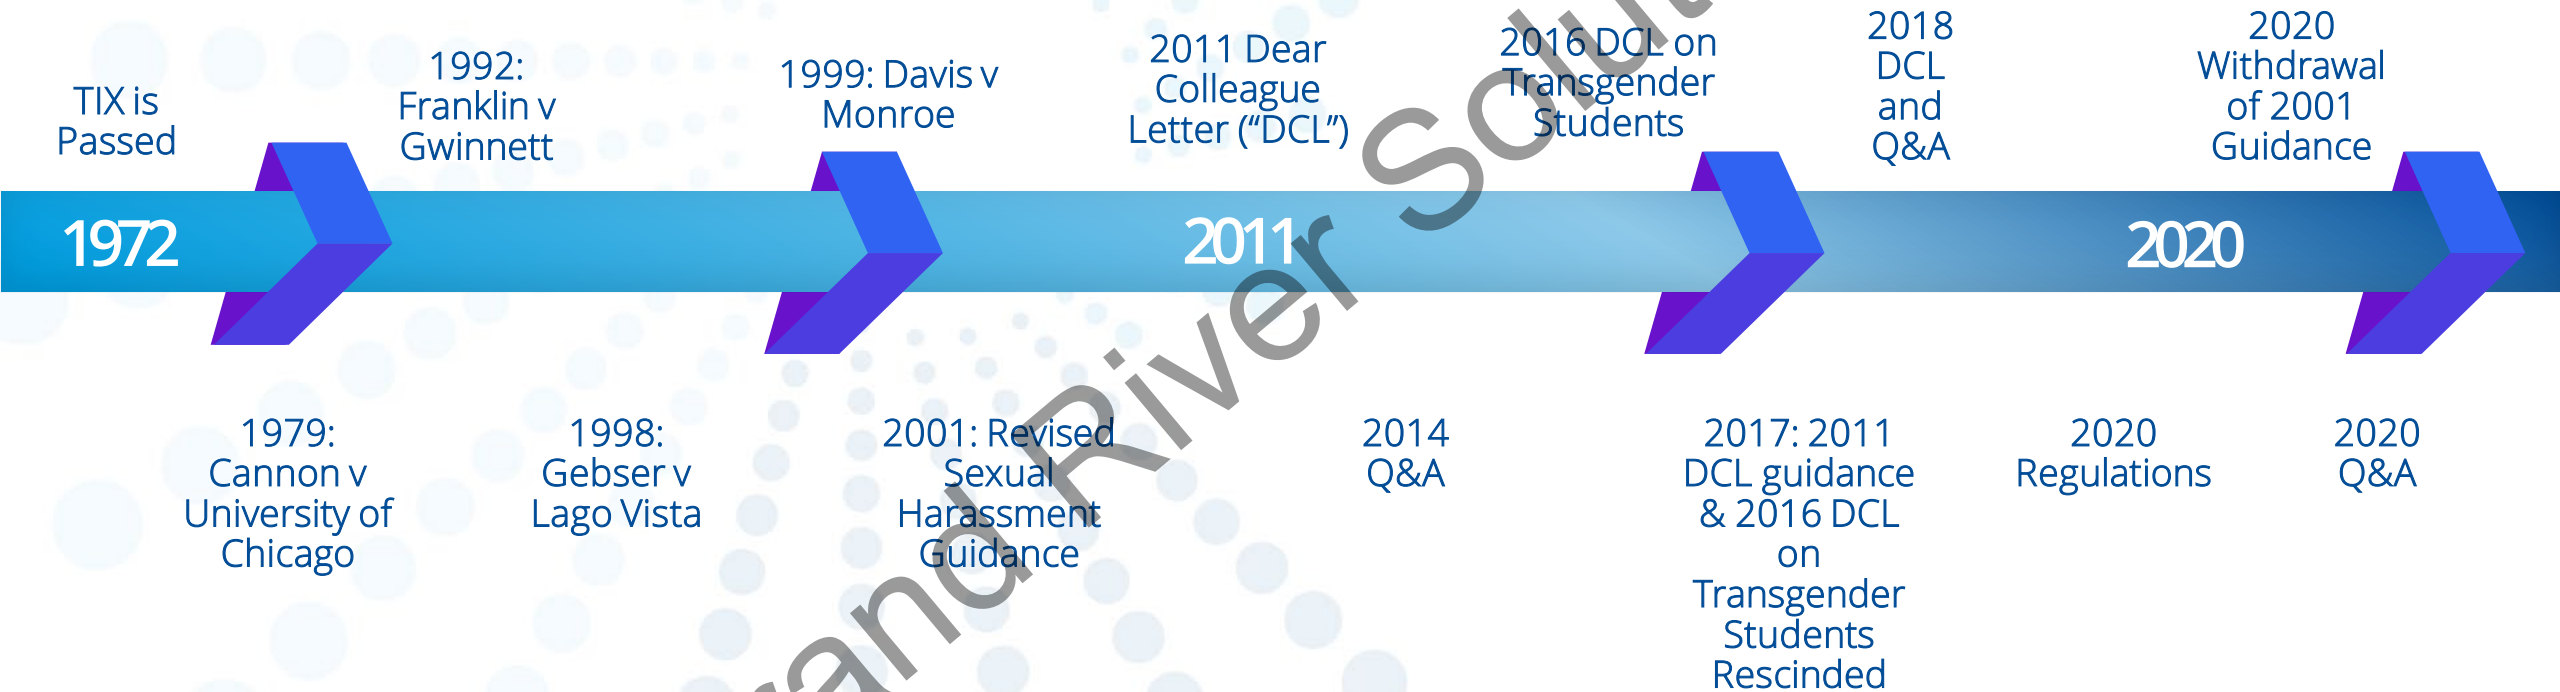 TIX is
Passed
1992:
Franklin v
Gwinnett
1999: Davis v
Monroe
2011 Dear
Colleague
Letter (“DCL”)
2016 DCL on
Transgender
Students
2018
DCL
and
Q&A
2020
Withdrawal
of 2001
Guidance
1972
2011
2020
1979:
Cannon v
University of
Chicago
1998:
Gebser v
Lago Vista
2001: Revised
Sexual
Harassment
Guidance
2014
Q&A
2017: 2011
DCL guidance
& 2016 DCL
on
Transgender
Students
Rescinded
2020
Regulations
2020
Q&A
River